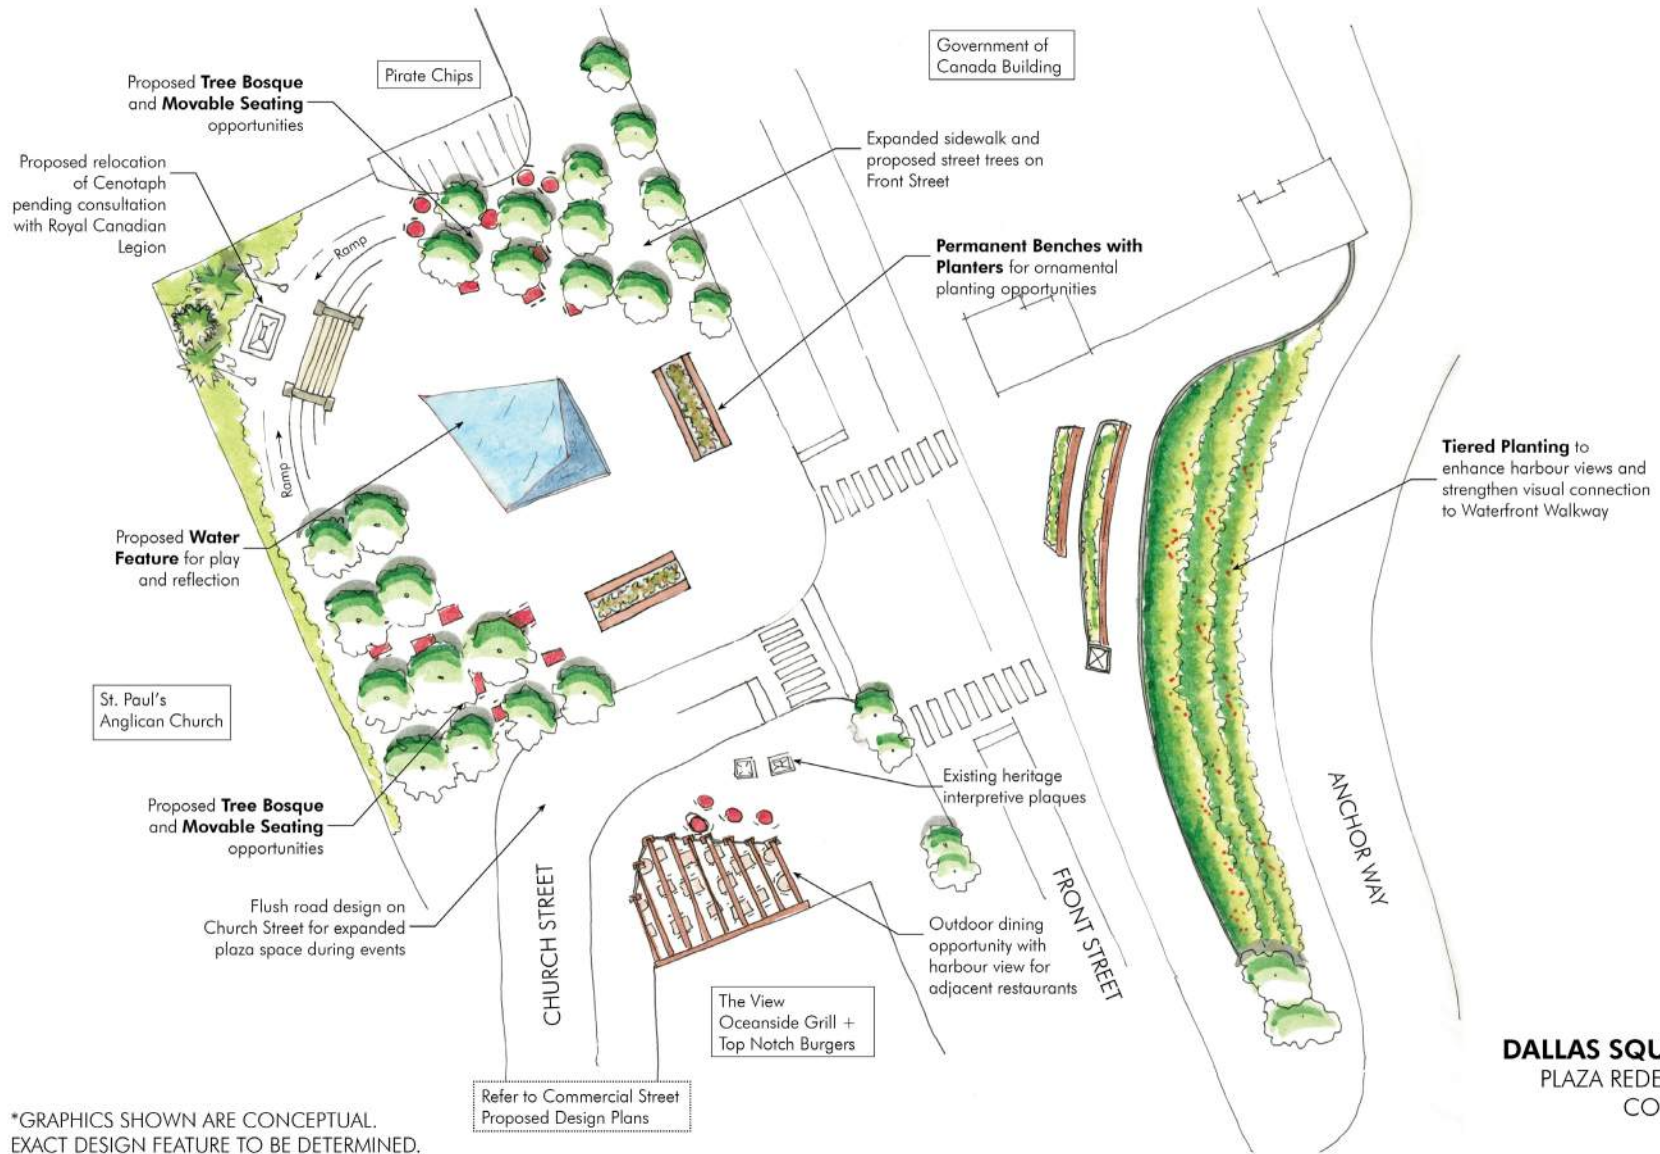 Pirate Chips
Government of
Canada Building
Proposed Tree Bosque
and Movable Seating
opportunities
Proposed relocation
of Cenotaph
pending consultation
with Royal Canadian
Legion
Ramp
Expanded sidewalk and
proposed street trees on
Front Street
Permanent Benches with
Planters for ornamental
planting opportunities
Tiered Planting to
enhance harbour views and
strengthen visual connection
to Waterfront Walkway
Ramp
Proposed Water
Feature for play
and reflection
St. Paul's
Anglican Church
Proposed Tree Bosque
and Movable Seating
opportunities
Existing heritage
interpretive plaques
Flush road design on
Church Street for expanded
plaza space during events
CHURCH STREET
Outdoor dining
opportunity with
harbour view for
adjacent restaurants
FRONT STREET
ANCHOR WAY
The View
Oceanside Grill +
Top Notch Burgers
Refer to Commercial Street
Proposed Design Plans
DALLAS SQU
PLAZA REDE
CO
*GRAPHICS SHOWN ARE CONCEPTUAL.
EXACT DESIGN FEATURE TO BE DETERMINED.